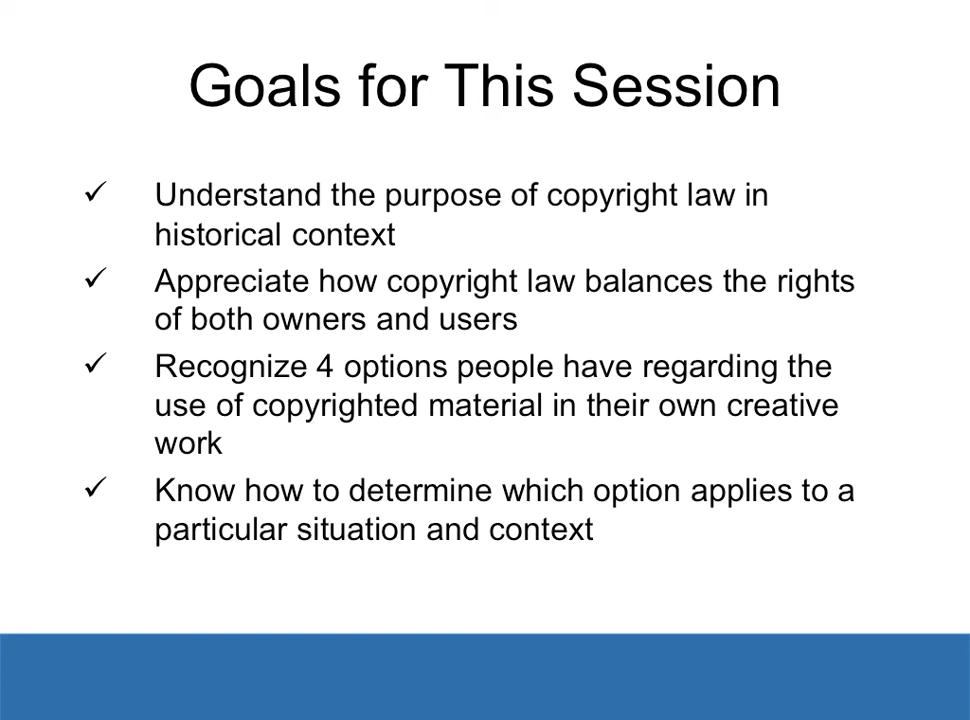 Goals for This Session
✓ Understand the purpose of copyright law in
historical context
✓ Appreciate how copyright law balances the rights
of both owners and users
✓ Recognize 4 options people have regarding the
use of copyrighted material in their own creative
work
✓ Know how to determine which option applies to a
particular situation and context